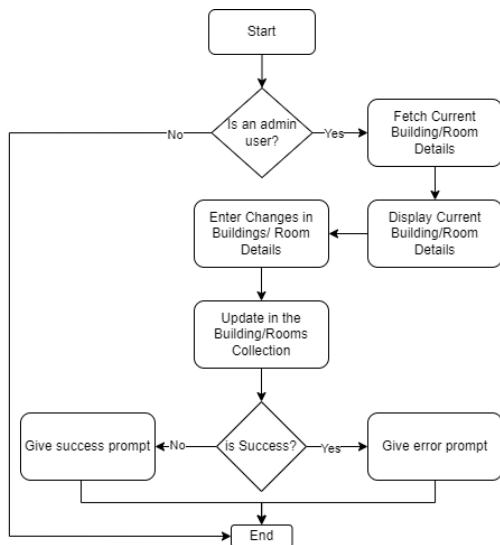 Start
Is an admin
user?
No
Yes
Fetch Current
Building/Room
Details
Enter Changes in
Buildings/ Room
Details
Display Current
Building/Room
Details
Update in the
Building/Rooms
Collection
Give success prompt
No
is Success?
Yes
Give error prompt
End